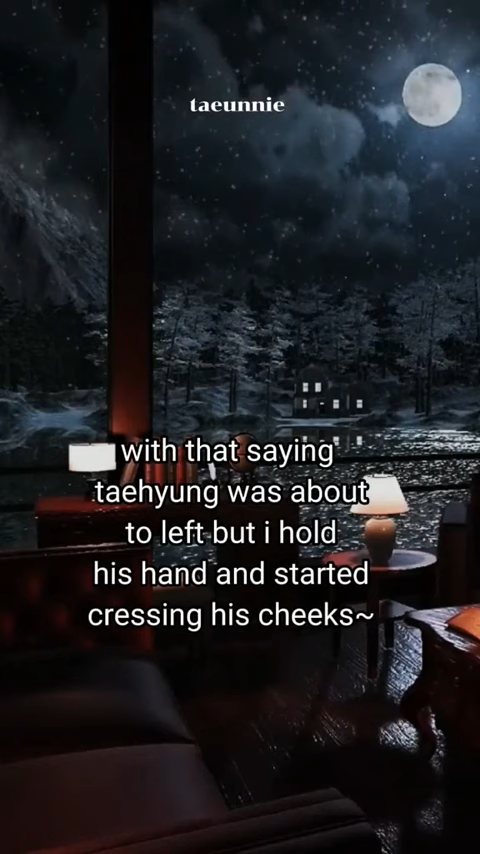 taeunnie
with that saying
taehyung was about
to left but i hold
his hand and started
cressing his cheeks~